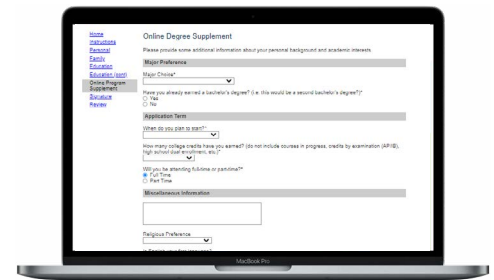 Home
Instructions
Personal
Family
Education
Education (cont)
Online Program
Supplement
Signature
Review
Online Degree Supplement
Please provide some additional information about your personal background and academic interests
Major Preference
Major Choice*
Have you already earned a bachelor's degree? (i.e. this would be a second bachelor's degree?)*
Yes
No
Application Term
When do you plan to start?*
How many college credits have you earned? (do not include courses in progress, credits by examination (AP/IB),
high school dual enrollment, etc.)*
Will you be attending full-time or part-time?*
Full Time
Part Time
Miscellaneous Information
Religious Preference
MacBook Pro